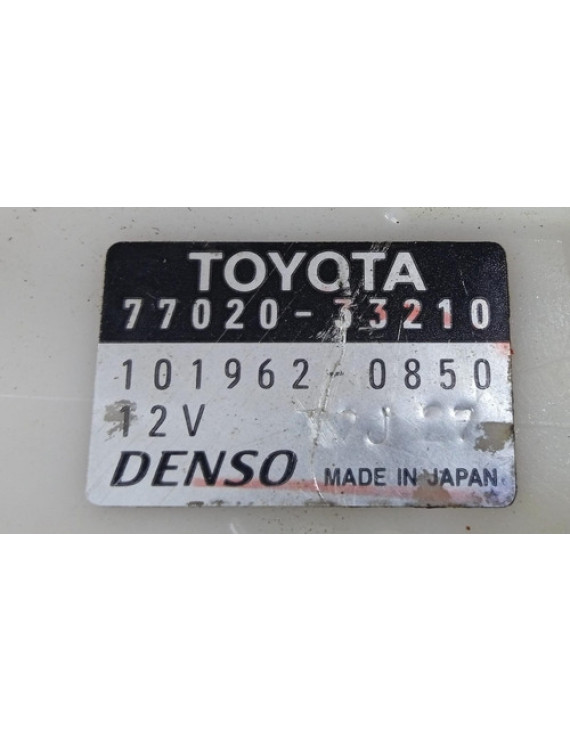 TOYOTA
77020-33210
101962-0850
12V
DENSO MADE IN JAPAN